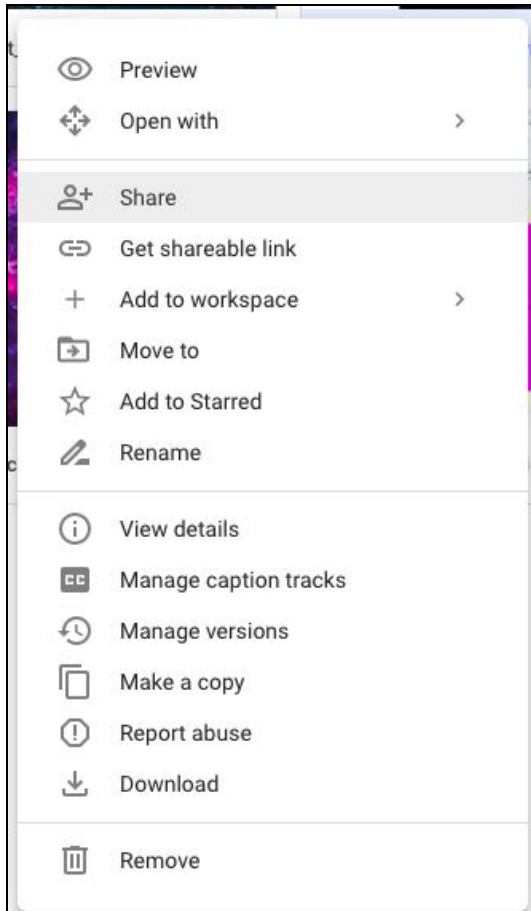 Preview
Open with
Share
Get shareable link
Add to workspace
Move to
Add to Starred
Rename
View details
CC
Manage caption tracks
Manage versions
Make a copy
Report abuse
Download
Remove